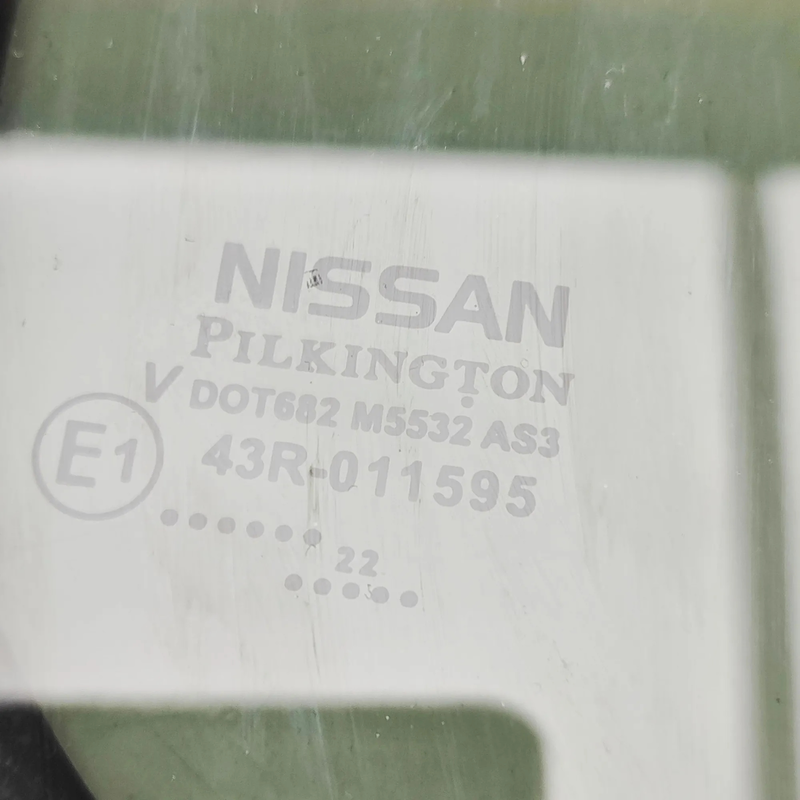 NISSAN
PILKINGTON
V DOT682 M5532 AS3
E1 43R-011595
......
22
.....